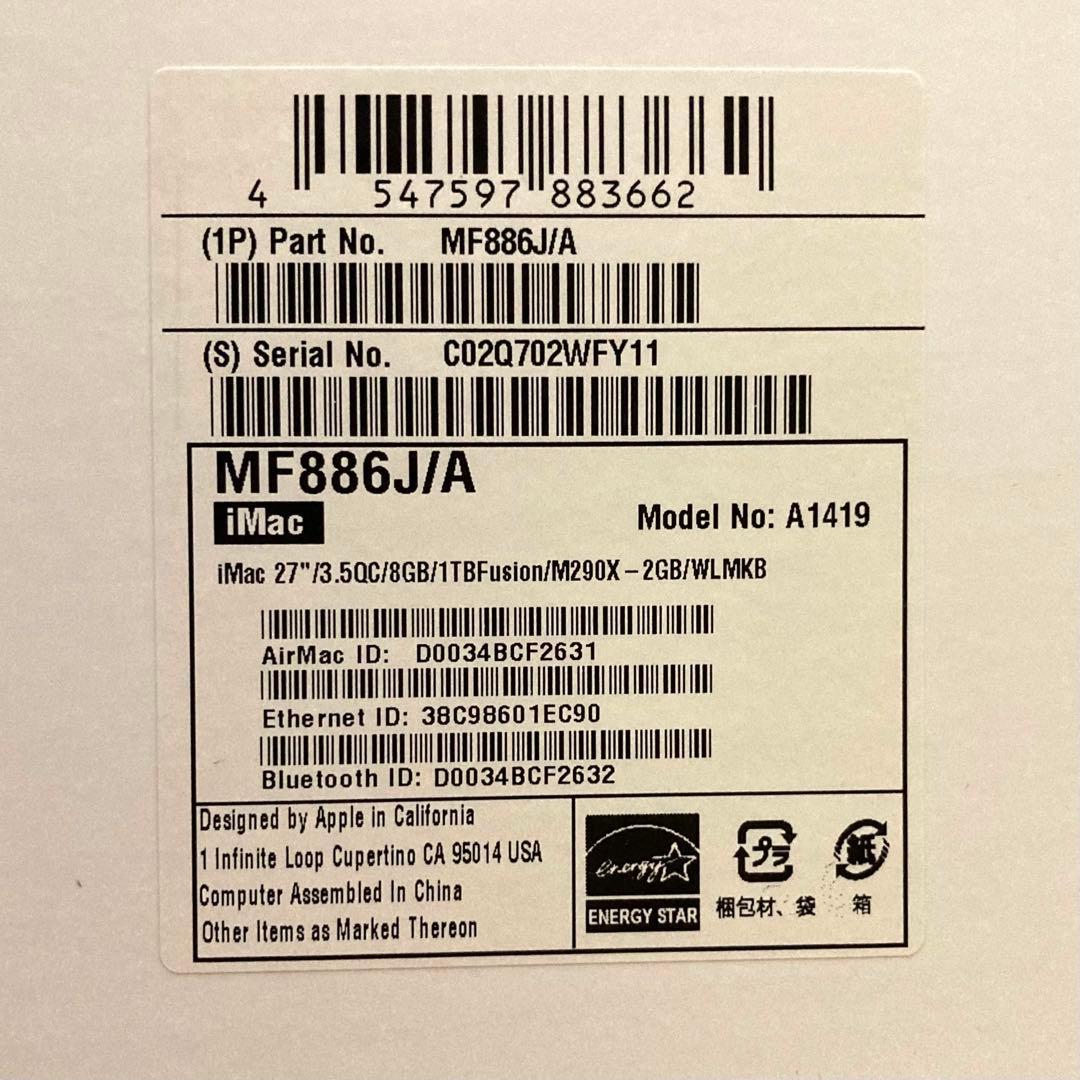 4 547597 883662
(1P) Part No. MF886J/A
(S) Serial No. C02Q702WFY11
MF886J/A
iMac
Model No: A1419
iMac 27"/3.5QC/8GB/1TBFusion/M290X-2GB/WLMKB
AirMac ID: D0034BCF2631
Ethernet ID: 38C98601EC90
Bluetooth ID: D0034BCF2632
Designed by Apple in California
1 Infinite Loop Cupertino CA 95014 USA
Computer Assembled In China
Other Items as Marked Thereon
energy
ENERGY STAR
プラ
梱包材、袋
紙
箱